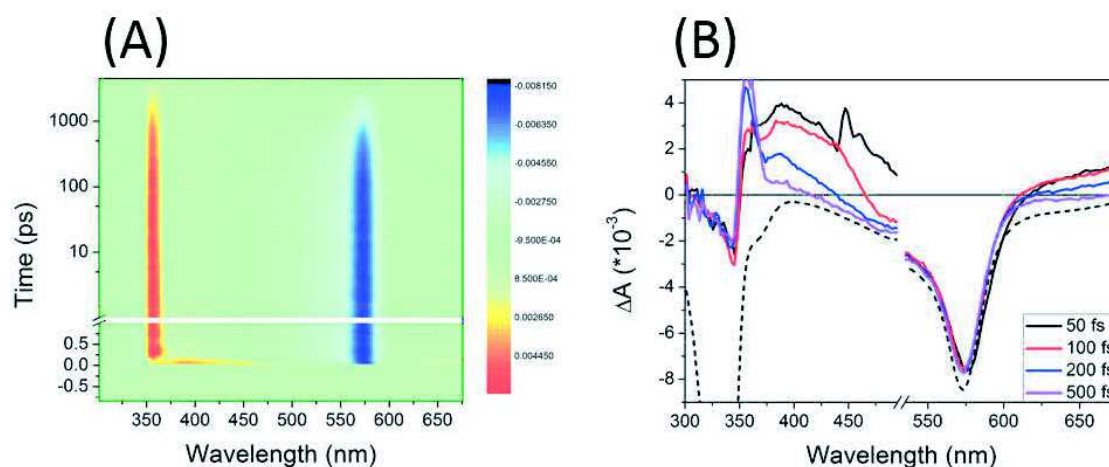 (A)
(B)
Time (ps)
1000
100
10
0.5
0.0
-0.5
350 400 450 500 550 600 650
Wavelength (nm)
-0.008150
-0.006350
-0.004550
-0.002750
-9.500E-04
8.500E-04
0.002650
0.004450
ΔA (*10-3)
4
2
0
-2
-4
-6
-8
300 350 400 450 550 600 650
Wavelength (nm)
50 fs
100 fs
200 fs
500 fs